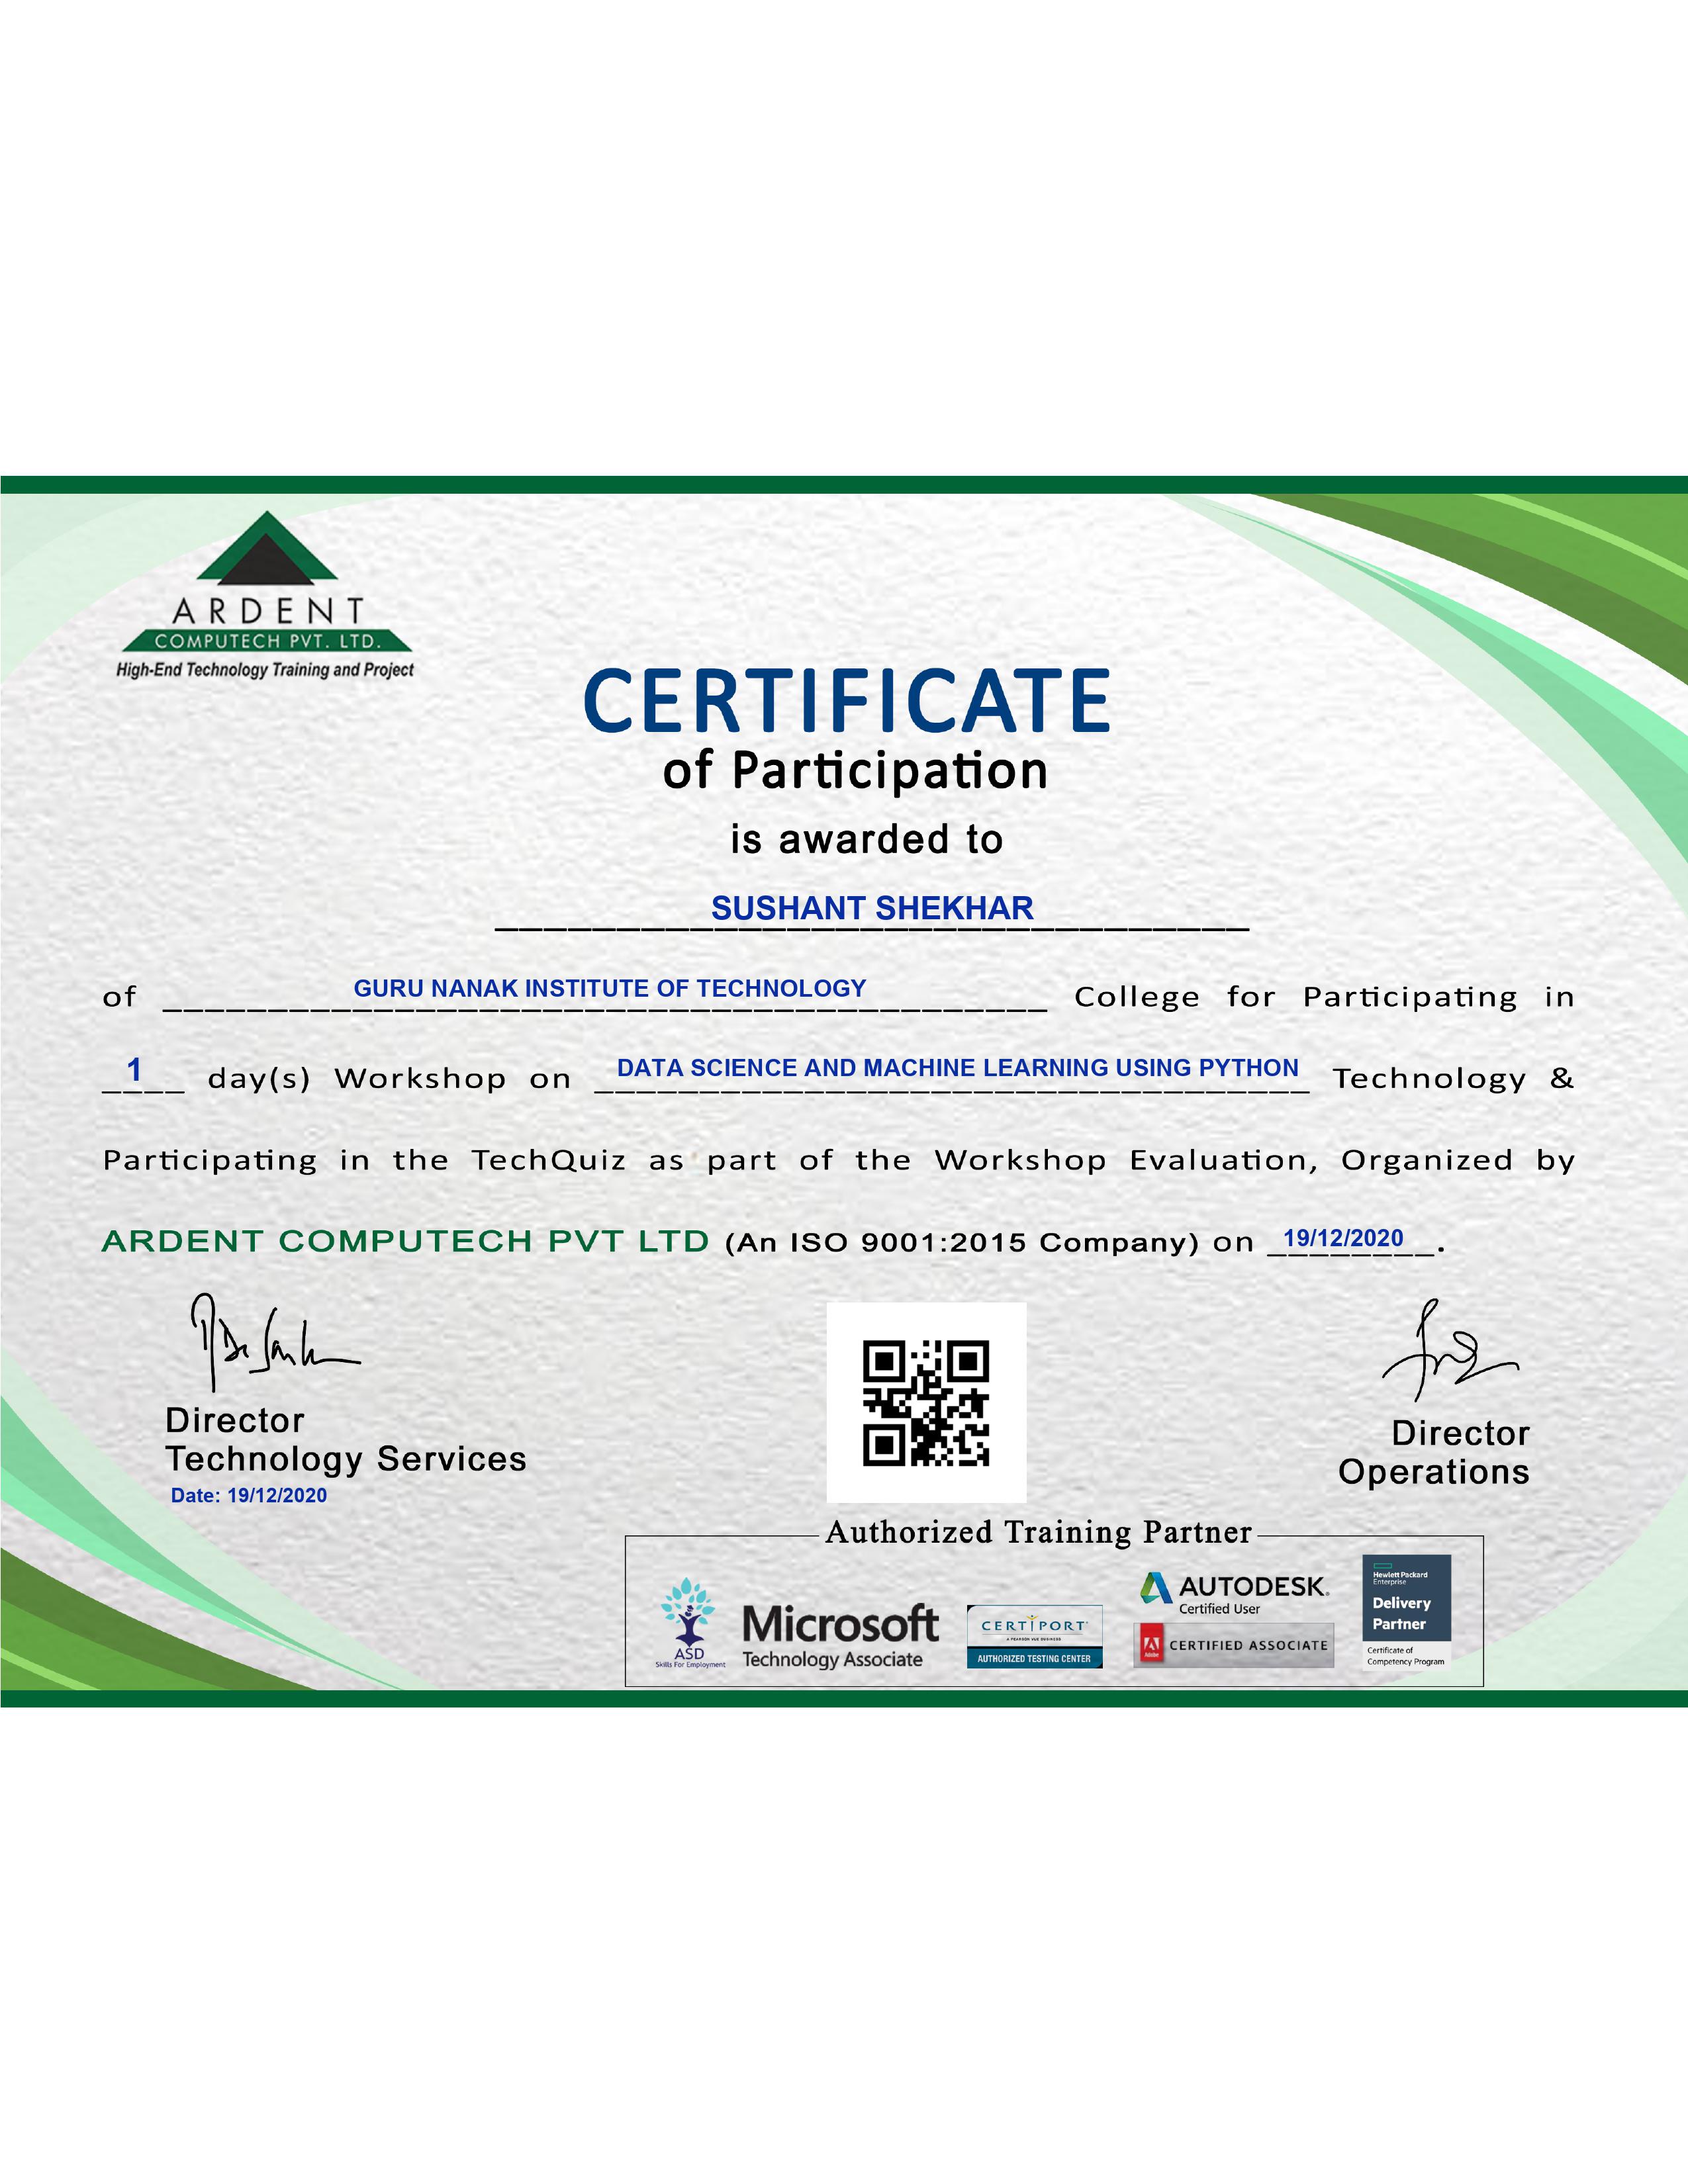 ARDENT
COMPUTECH PVT. LTD.
High-End Technology Training and Project
CERTIFICATE
of Participation
is awarded to
SUSHANT SHEKHAR
of GURU NANAK INSTITUTE OF TECHNOLOGY College for Participating in
1 day(s) Workshop on DATA SCIENCE AND MACHINE LEARNING USING PYTHON Technology &
Participating in the TechQuiz as part of the Workshop Evaluation, Organized by
ARDENT COMPUTECH PVT LTD (An ISO 9001:2015 Company) on 19/12/2020.
Director
Technology Services
Date: 19/12/2020
Director
Operations
Authorized Training Partner
ASD
Skills For Employment
Microsoft
Technology Associate
CERTIPORT
A PEARSON VUE BUSINESS
AUTHORIZED TESTING CENTER
AUTODESK.
Certified User
Adobe
CERTIFIED ASSOCIATE
Hewlett Packard
Enterprise
Delivery
Partner
Certificate of
Competency Program